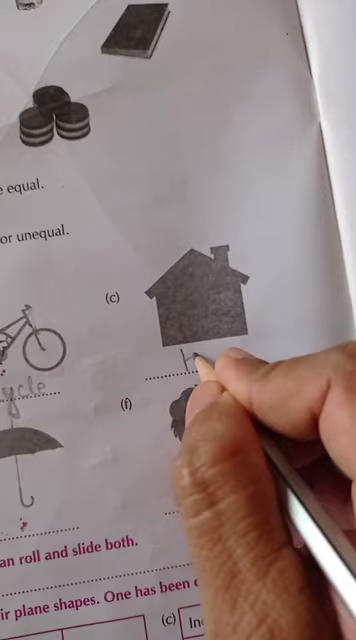 e equal.
or unequal.
(c)
ycle
(f)
an roll and slide both.
ir plane shapes. One has been
(c)